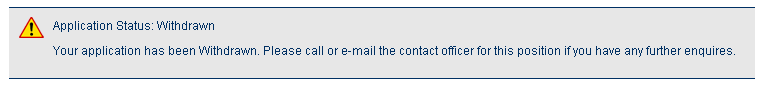 Application Status: Withdrawn
Your application has been Withdrawn. Please call or e-mail the contact officer for this position if you have any further enquires.